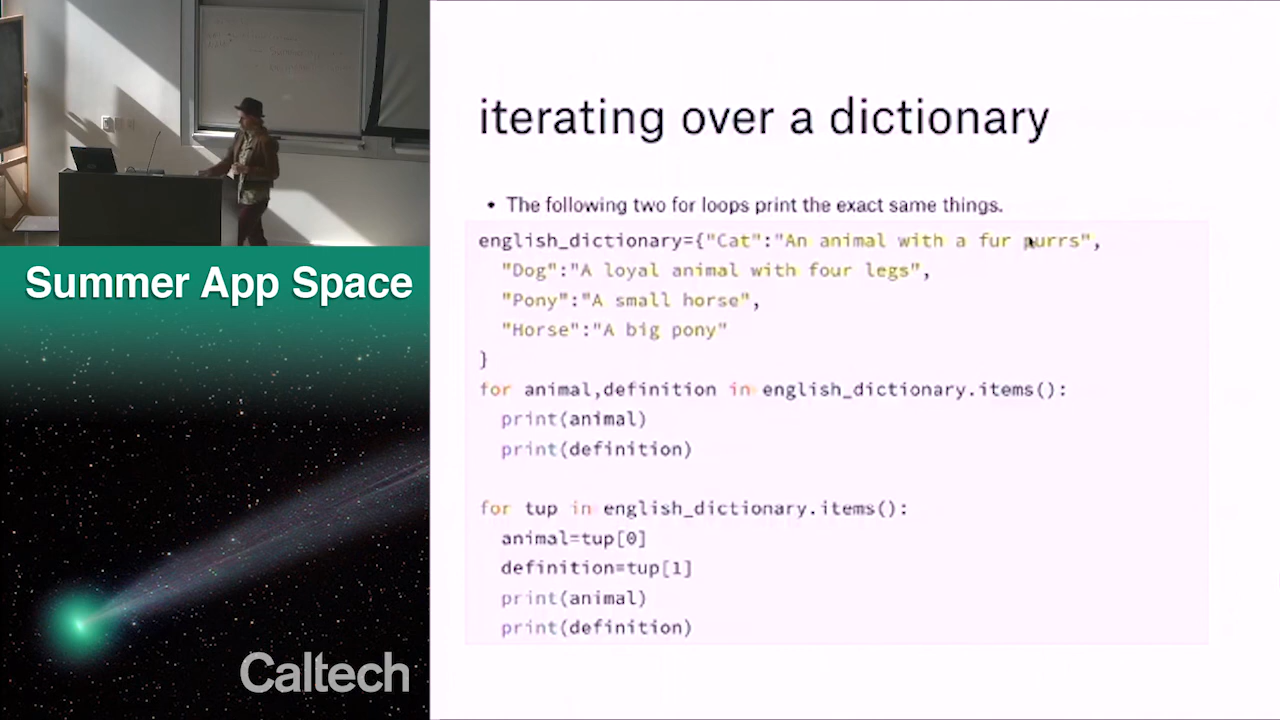 iterating over a dictionary
• The following two for loops print the exact same things.
english_dictionary={"Cat":"An animal with a fur purrs",
"Dog":"A loyal animal with four legs",
"Pony":"A small horse",
"Horse":"A big pony"
}
for animal,definition in english_dictionary.items():
print(animal)
print(definition)
for tup in english_dictionary.items():
animal=tup[0]
definition=tup[1]
print(animal)
print(definition)
Summer App Space
Caltech